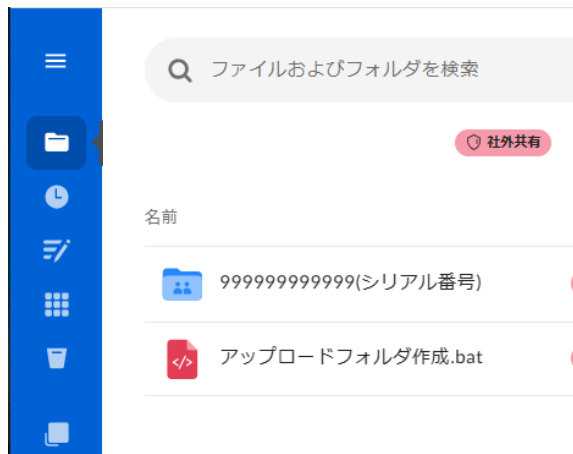 ファイルおよびフォルダを検索
社外共有
名前
999999999999(シリアル番号)
アップロードフォルダ作成.bat